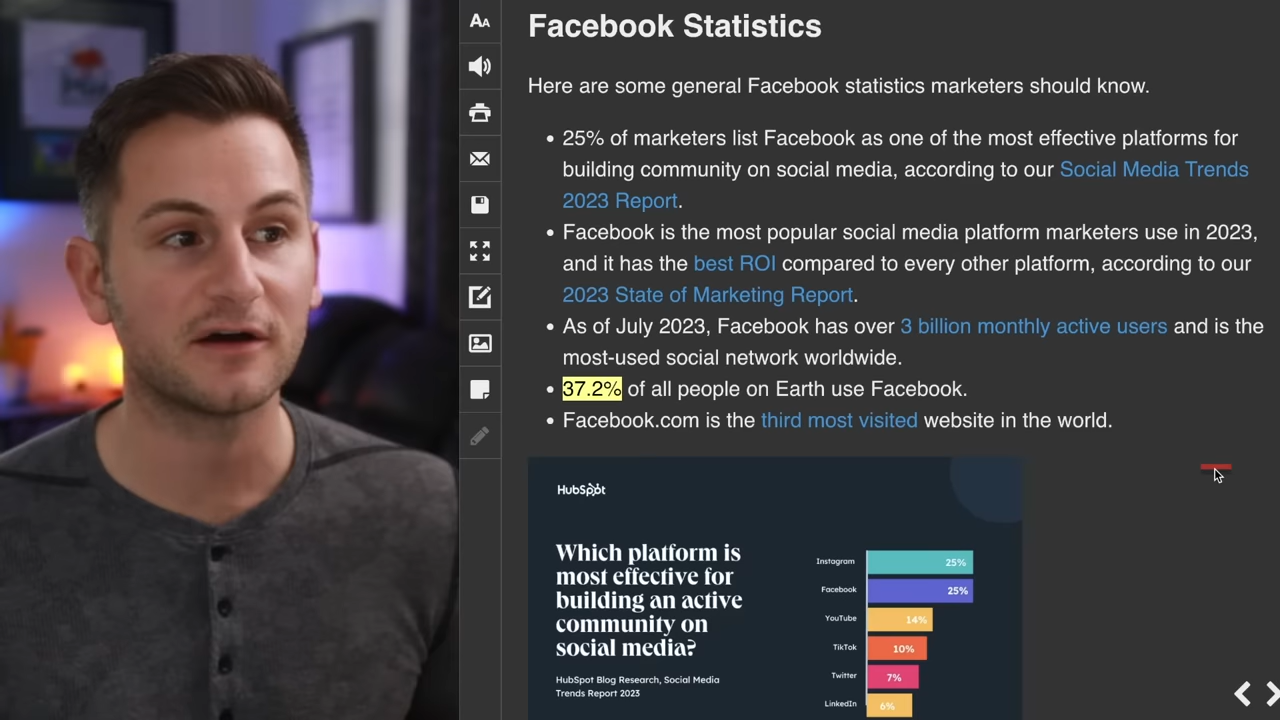 Facebook Statistics
Here are some general Facebook statistics marketers should know.
• 25% of marketers list Facebook as one of the most effective platforms for
building community on social media, according to our Social Media Trends
2023 Report.
• Facebook is the most popular social media platform marketers use in 2023,
and it has the best ROI compared to every other platform, according to our
2023 State of Marketing Report.
• As of July 2023, Facebook has over 3 billion monthly active users and is the
most-used social network worldwide.
• 37.2% of all people on Earth use Facebook.
• Facebook.com is the third most visited website in the world.
HubSpot
Which platform is
most effective for
building an active
community on
social media?
HubSpot Blog Research, Social Media
Trends Report 2023
Instagram 25%
Facebook 25%
YouTube 14%
TikTok 10%
Twitter 7%
LinkedIn 6%
AA